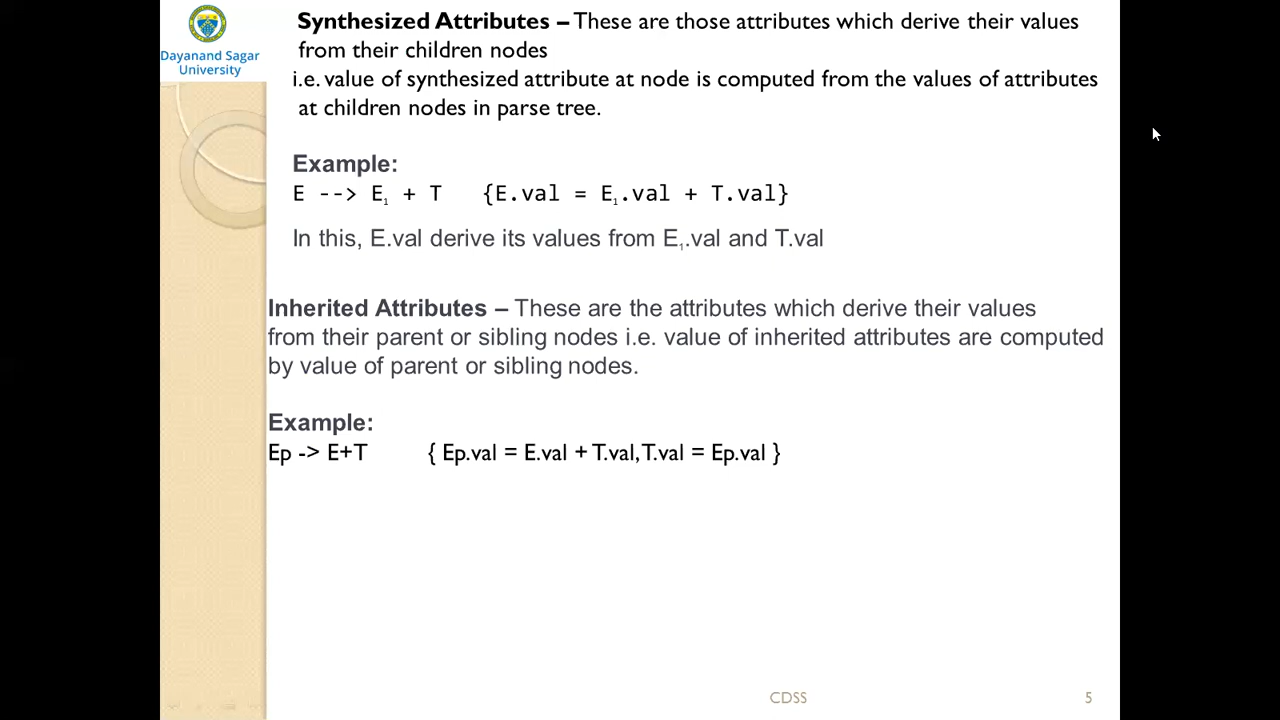 Dayanand Sagar
University
Synthesized Attributes – These are those attributes which derive their values
from their children nodes
i.e. value of synthesized attribute at node is computed from the values of attributes
at children nodes in parse tree.
Example:
E --> E₁ + T {E.val = E₁.val + T.val}
In this, E.val derive its values from E₁.val and T.val
Inherited Attributes – These are the attributes which derive their values
from their parent or sibling nodes i.e. value of inherited attributes are computed
by value of parent or sibling nodes.
Example:
Ep -> E+T { Ep.val = E.val + T.val, T.val = Ep.val }
CDSS 5